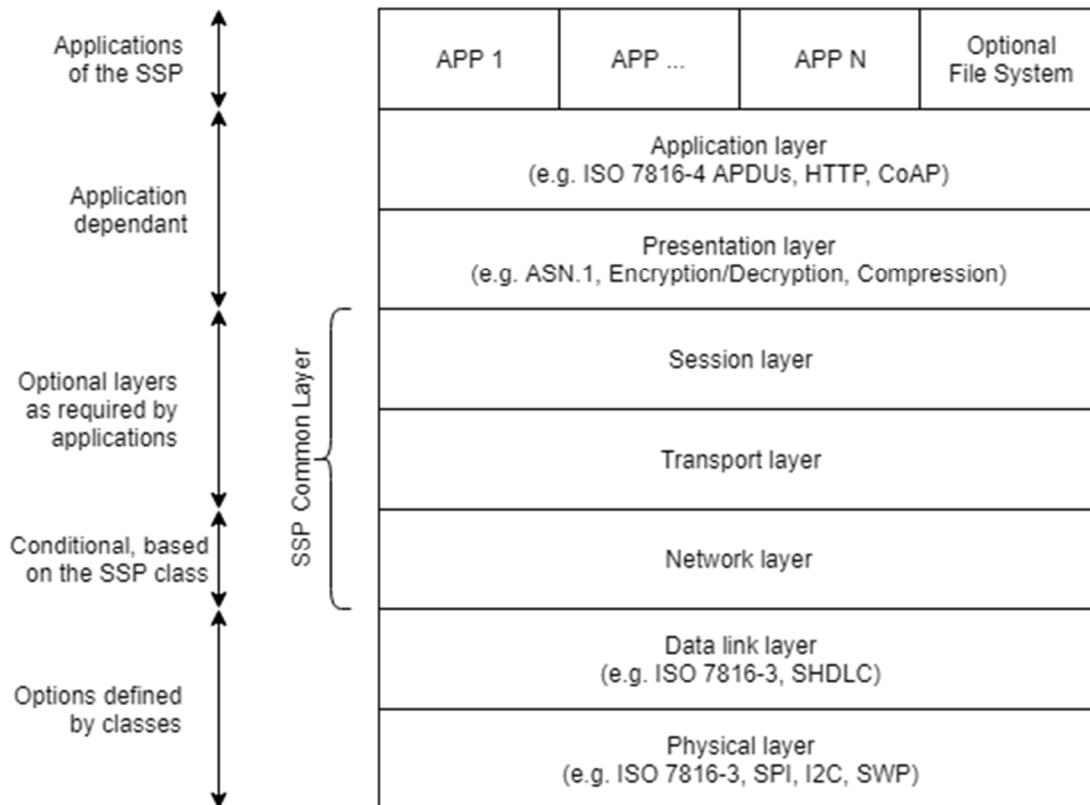 Applications
of the SSP
APP 1
APP ...
APP N
Optional
File System
Application
dependant
Application layer
(e.g. ISO 7816-4 APDUs, HTTP, CoAP)
Presentation layer
(e.g. ASN.1, Encryption/Decryption, Compression)
Optional layers
as required by
applications
SSP Common Layer
Session layer
Transport layer
Conditional, based
on the SSP class
Network layer
Options defined
by classes
Data link layer
(e.g. ISO 7816-3, SHDLC)
Physical layer
(e.g. ISO 7816-3, SPI, I2C, SWP)